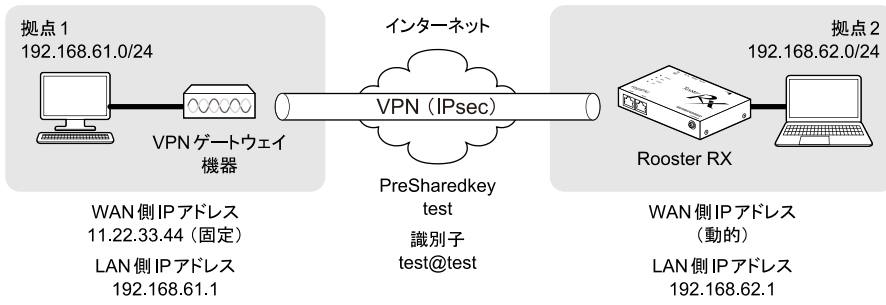 拠点1
192.168.61.0/24
VPNゲートウェイ
機器
WAN側IPアドレス
11.22.33.44（固定）
LAN側IPアドレス
192.168.61.1
インターネット
VPN（IPsec）
PreSharedkey
test
識別子
test@test
拠点2
192.168.62.0/24
Rooster
RX
Rooster RX
WAN側IPアドレス
（動的）
LAN側IPアドレス
192.168.62.1